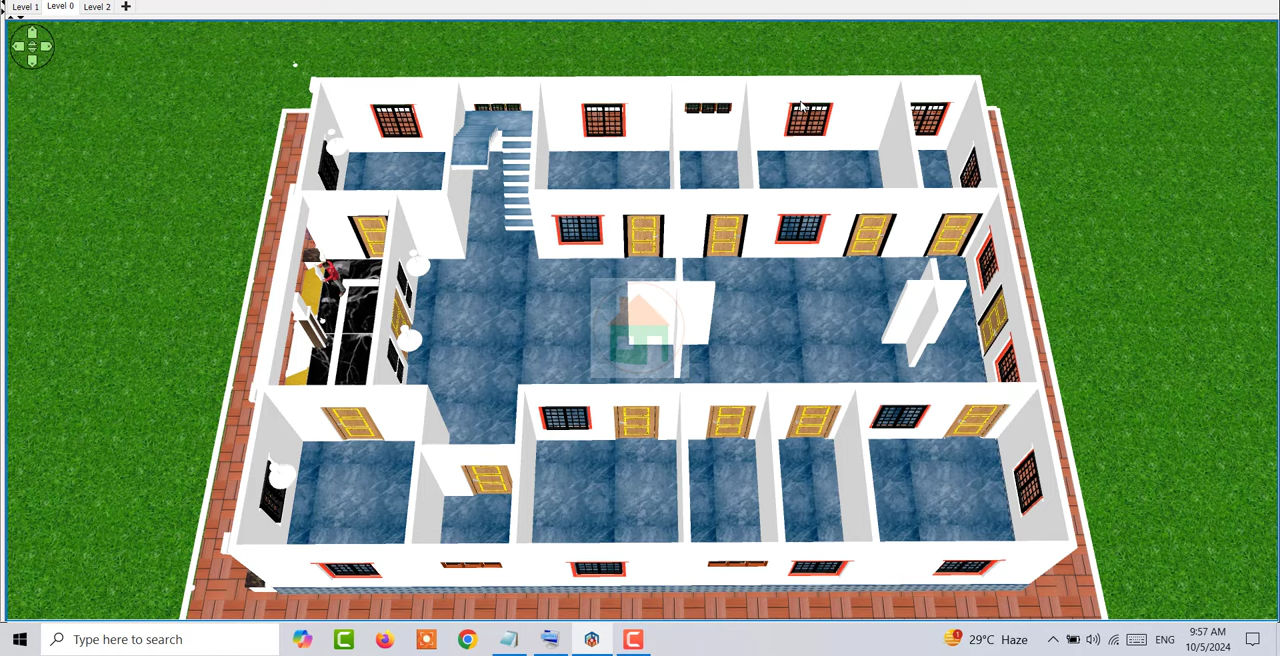 Level 1 Level 0 Level 2
Type here to search
1
29°C Haze
ENG
9:57 AM
10/5/2024